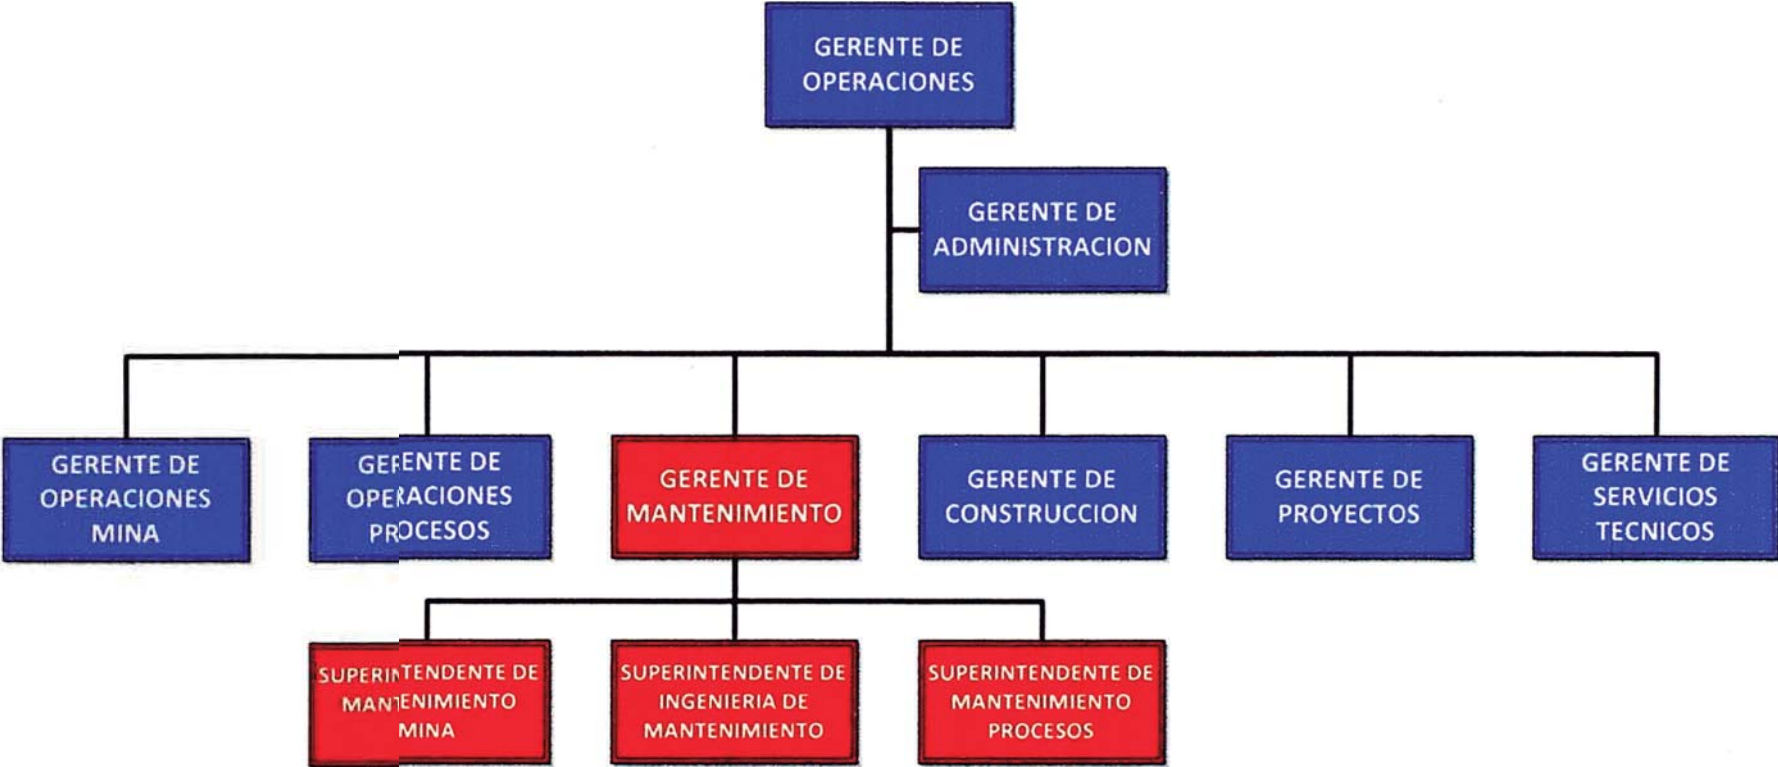 GERENTE DE
OPERACIONES
GERENTE DE
ADMINISTRACION
GERENTE DE
OPERACIONES
MINA
GERENTE DE
OPERACIONES
PROCESOS
GERENTE DE
MANTENIMIENTO
GERENTE DE
CONSTRUCCION
GERENTE DE
PROYECTOS
GERENTE DE
SERVICIOS
TECNICOS
SUPERINTENDENTE DE
MANTENIMIENTO
MINA
SUPERINTENDENTE DE
INGENIERIA DE
MANTENIMIENTO
SUPERINTENDENTE DE
MANTENIMIENTO
PROCESOS